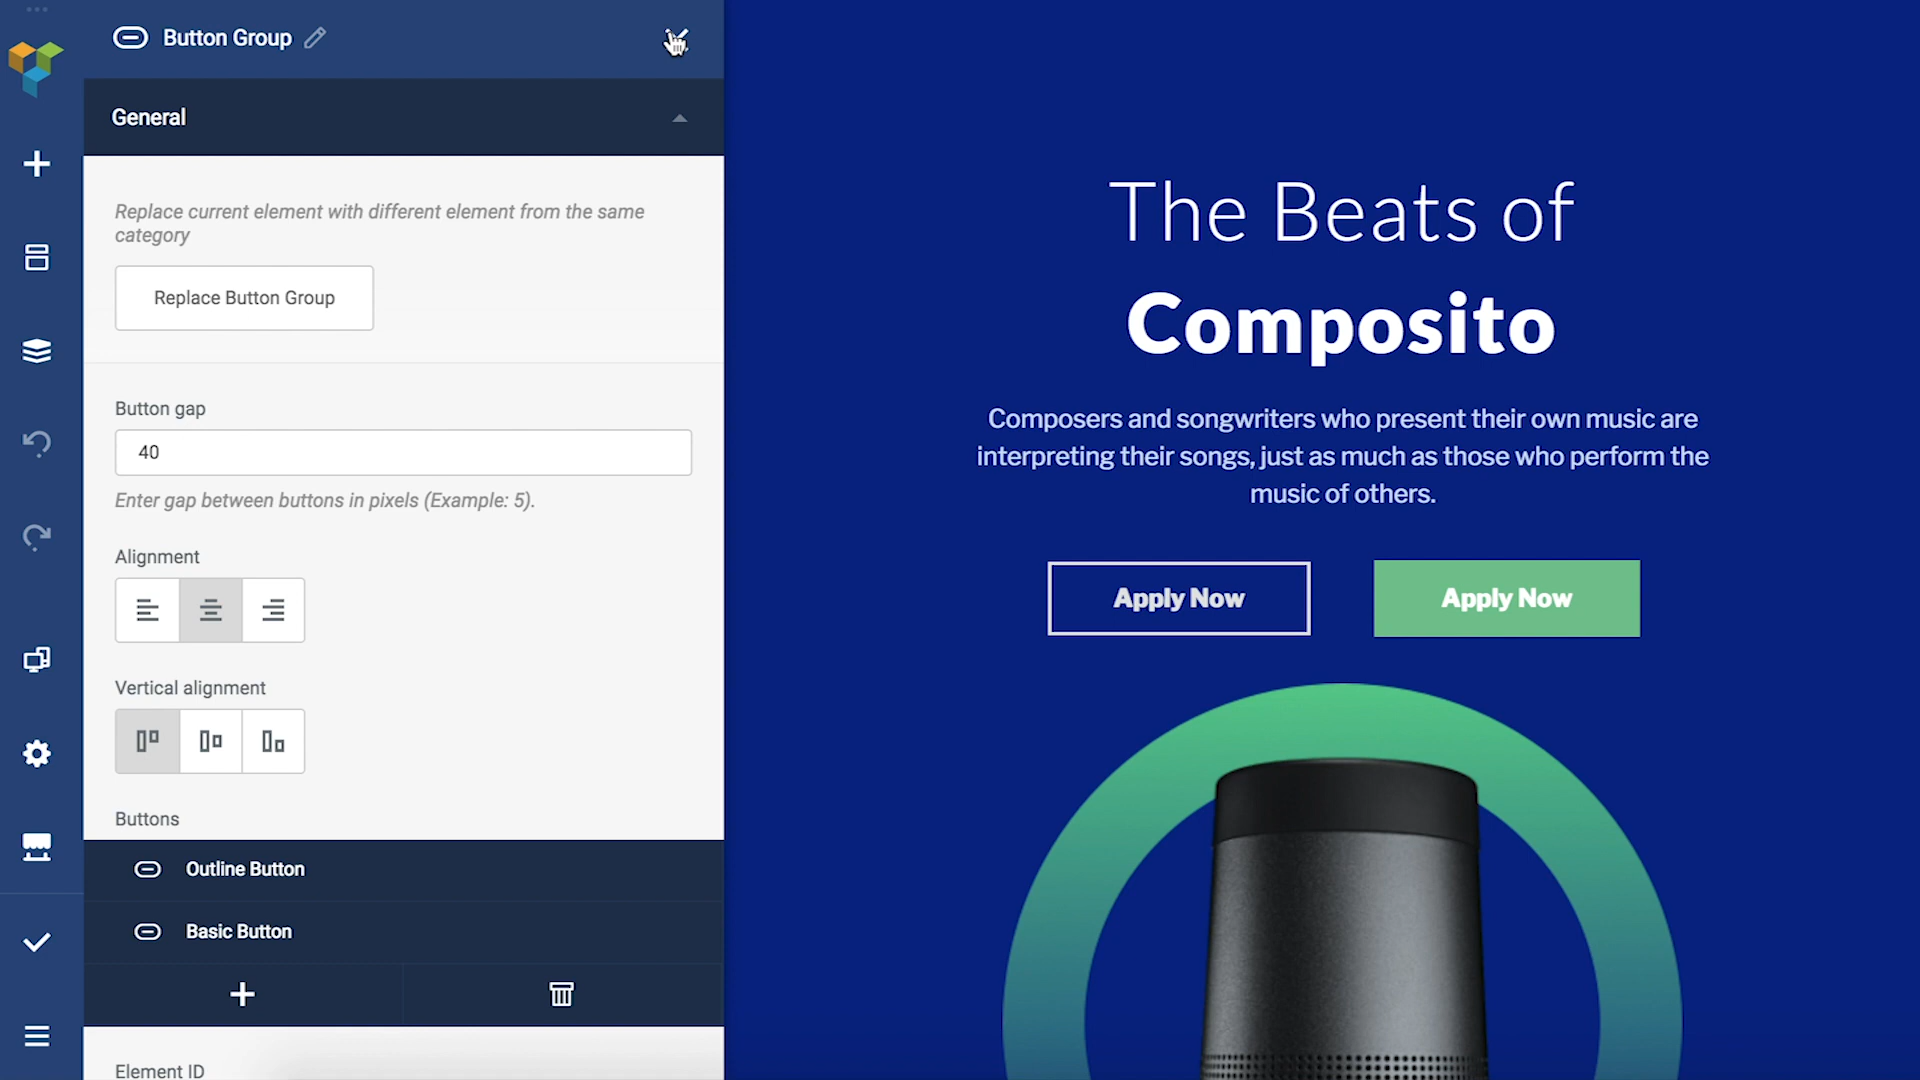 Button Group
General
Replace current element with different element from the same
category
Replace Button Group
Button gap
40
Enter gap between buttons in pixels (Example: 5).
Alignment
Vertical alignment
Buttons
Outline Button
Basic Button
Element ID
The Beats of
Composito
Composers and songwriters who present their own music are
interpreting their songs, just as much as those who perform the
music of others.
Apply Now
Apply Now